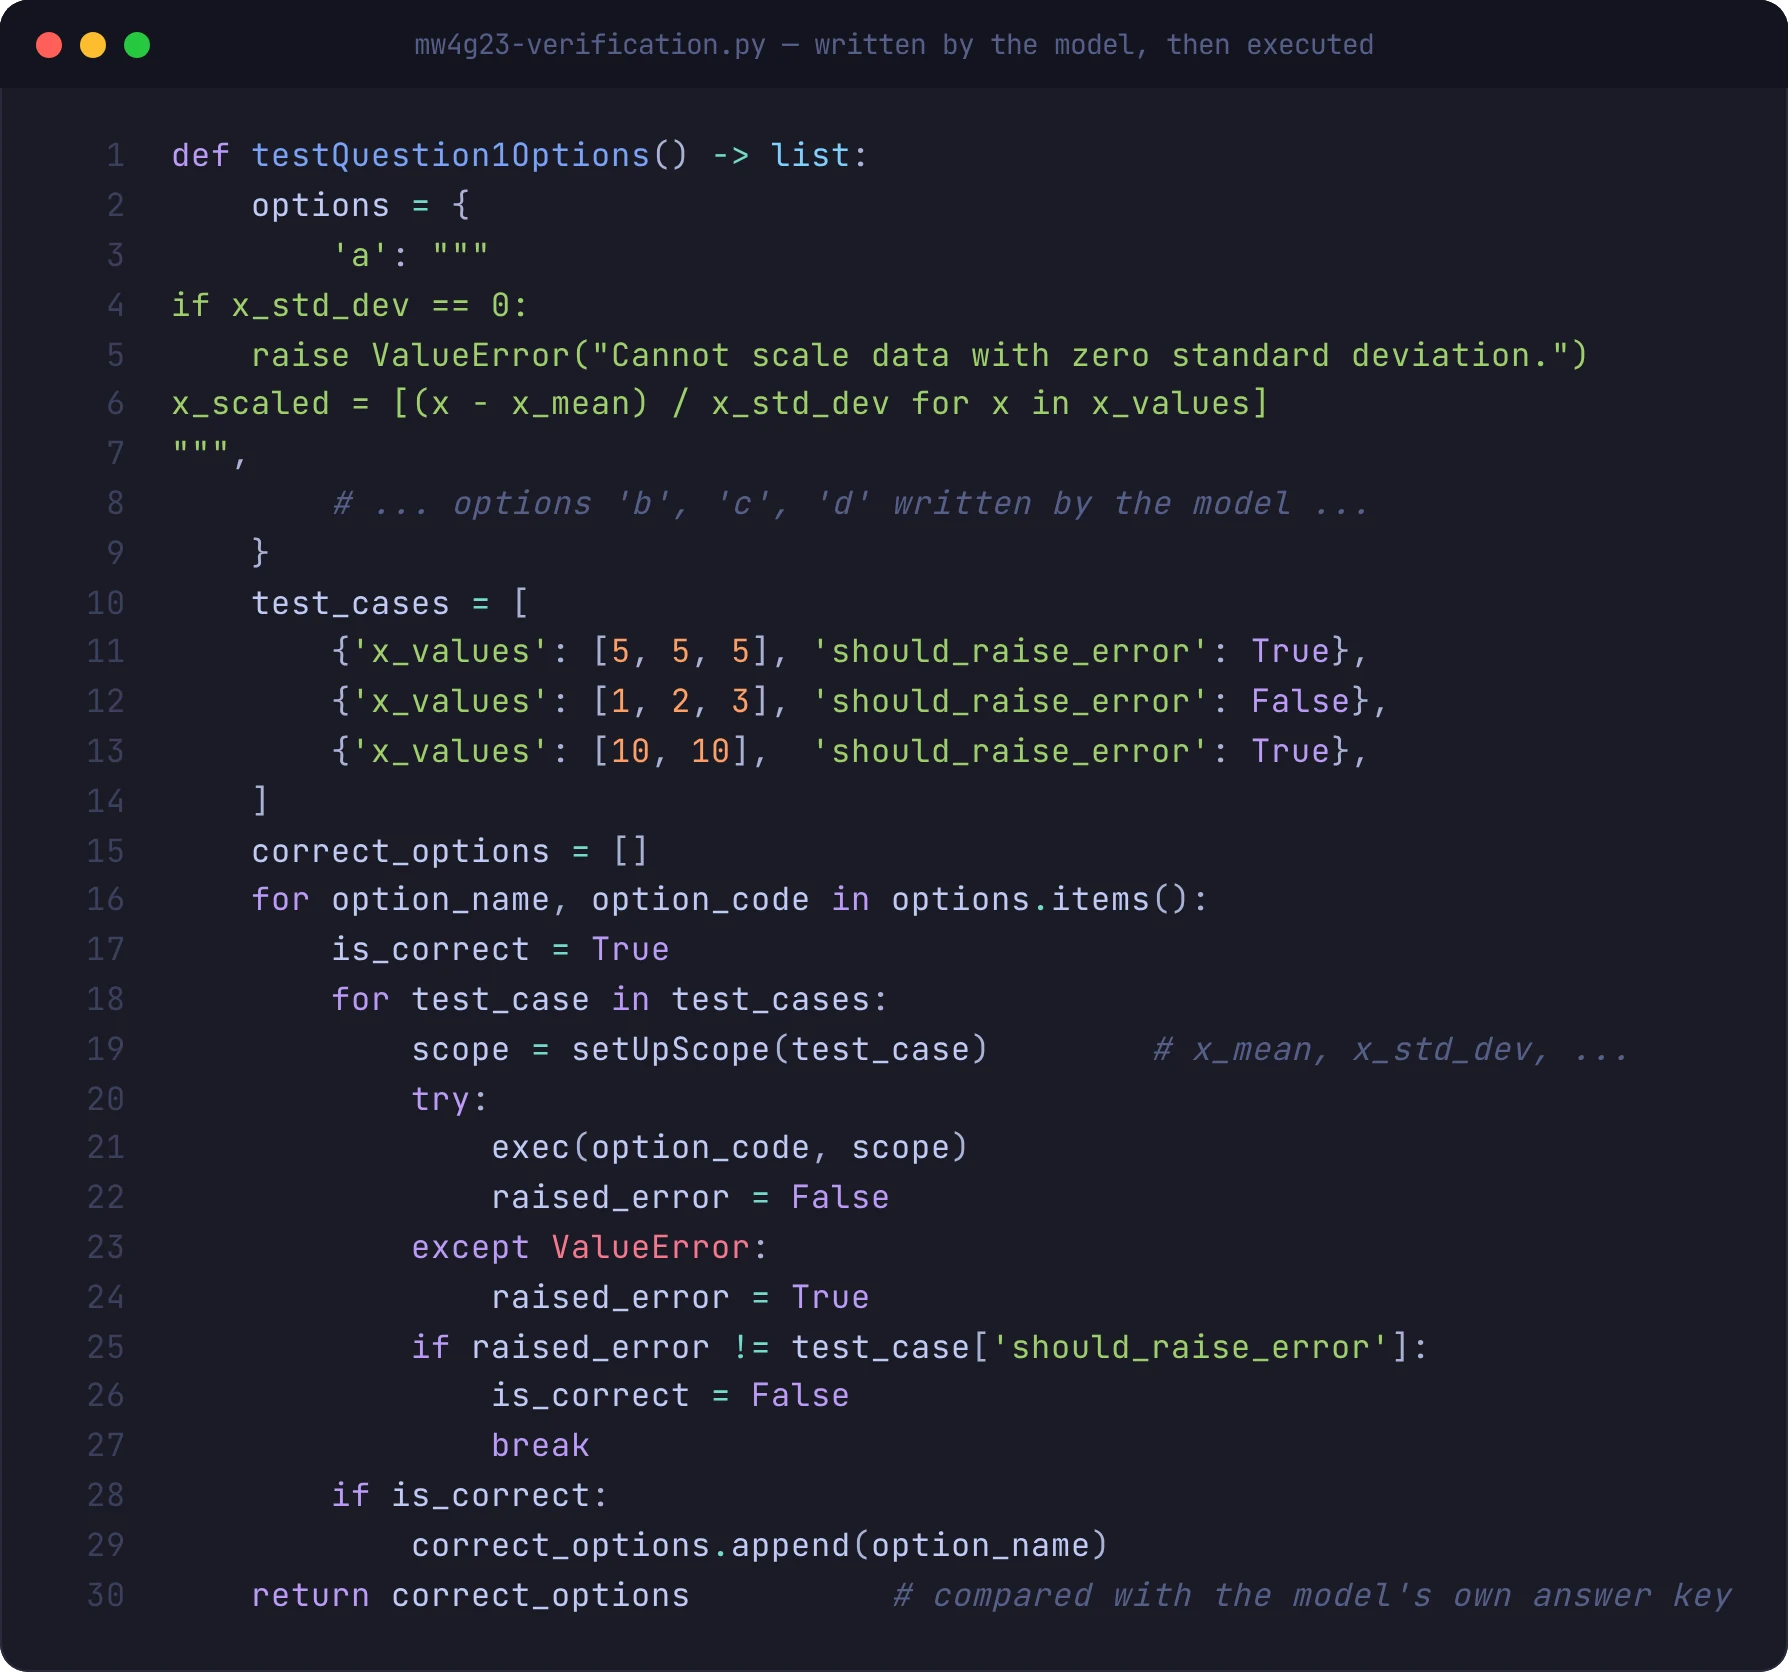 mw4g23-verification.py — written by the model, then executed
1 def testQuestion1Options() -> list:
2     options = {
3         'a': """
4 if x_std_dev == 0:
5     raise ValueError("Cannot scale data with zero standard deviation.")
6 x_scaled = [(x - x_mean) / x_std_dev for x in x_values]
7 """,
8         # ... options 'b', 'c', 'd' written by the model ...
9     }
10     test_cases = [
11         {'x_values': [5, 5, 5], 'should_raise_error': True},
12         {'x_values': [1, 2, 3], 'should_raise_error': False},
13         {'x_values': [10, 10],  'should_raise_error': True},
14     ]
15     correct_options = []
16     for option_name, option_code in options.items():
17         is_correct = True
18         for test_case in test_cases:
19             scope = setUpScope(test_case)        # x_mean, x_std_dev, ...
20             try:
21                 exec(option_code, scope)
22                 raised_error = False
23             except ValueError:
24                 raised_error = True
25             if raised_error != test_case['should_raise_error']:
26                 is_correct = False
27                 break
28         if is_correct:
29             correct_options.append(option_name)
30     return correct_options          # compared with the model's own answer key